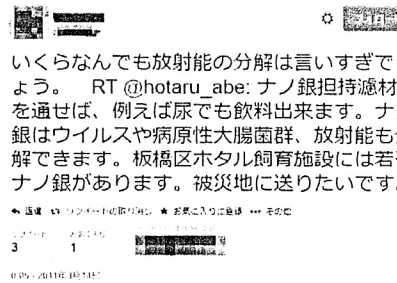 いくらなんでも放射能の分解は言いすぎで
ょう。 RT @hotaru_abe: ナノ銀担持濾材
を通せば、例えば尿でも飲料出来ます。ナ
銀はウイルスや病原性大腸菌群、放射能も
解できます。板橋区ホタル飼育施設には若
ナノ銀があります。被災地に送りたいです
返信 リツイートの取り消し ★ お気に入りに登録 ••• その他
3 1